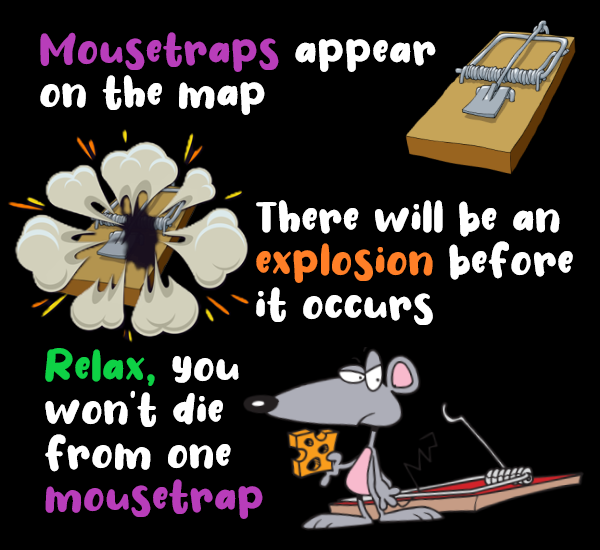 Mousetraps appear
on the map
There will be an
explosion before
it occurs
Relax, you
won't die
from one
mousetrap